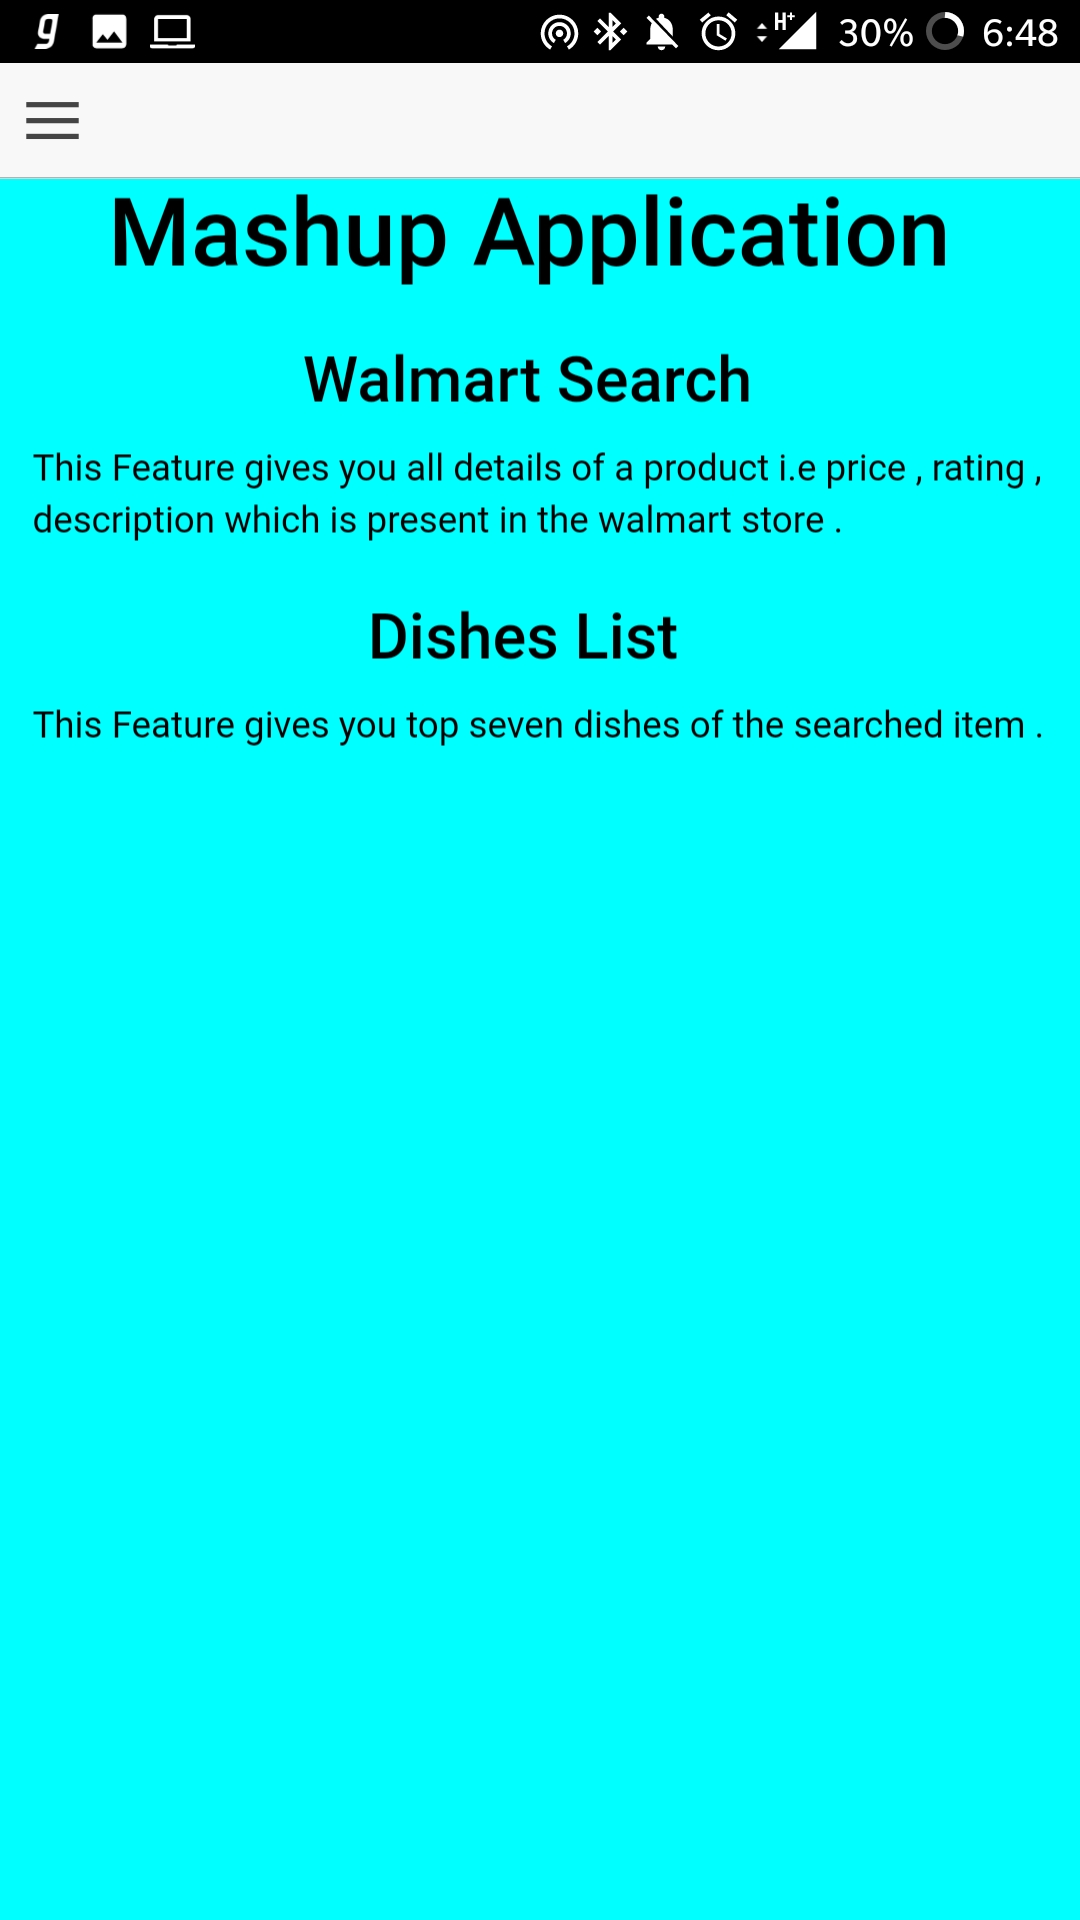 g H+ 30% 6:48
Mashup Application
Walmart Search
This Feature gives you all details of a product i.e price , rating ,
description which is present in the walmart store .
Dishes List
This Feature gives you top seven dishes of the searched item .